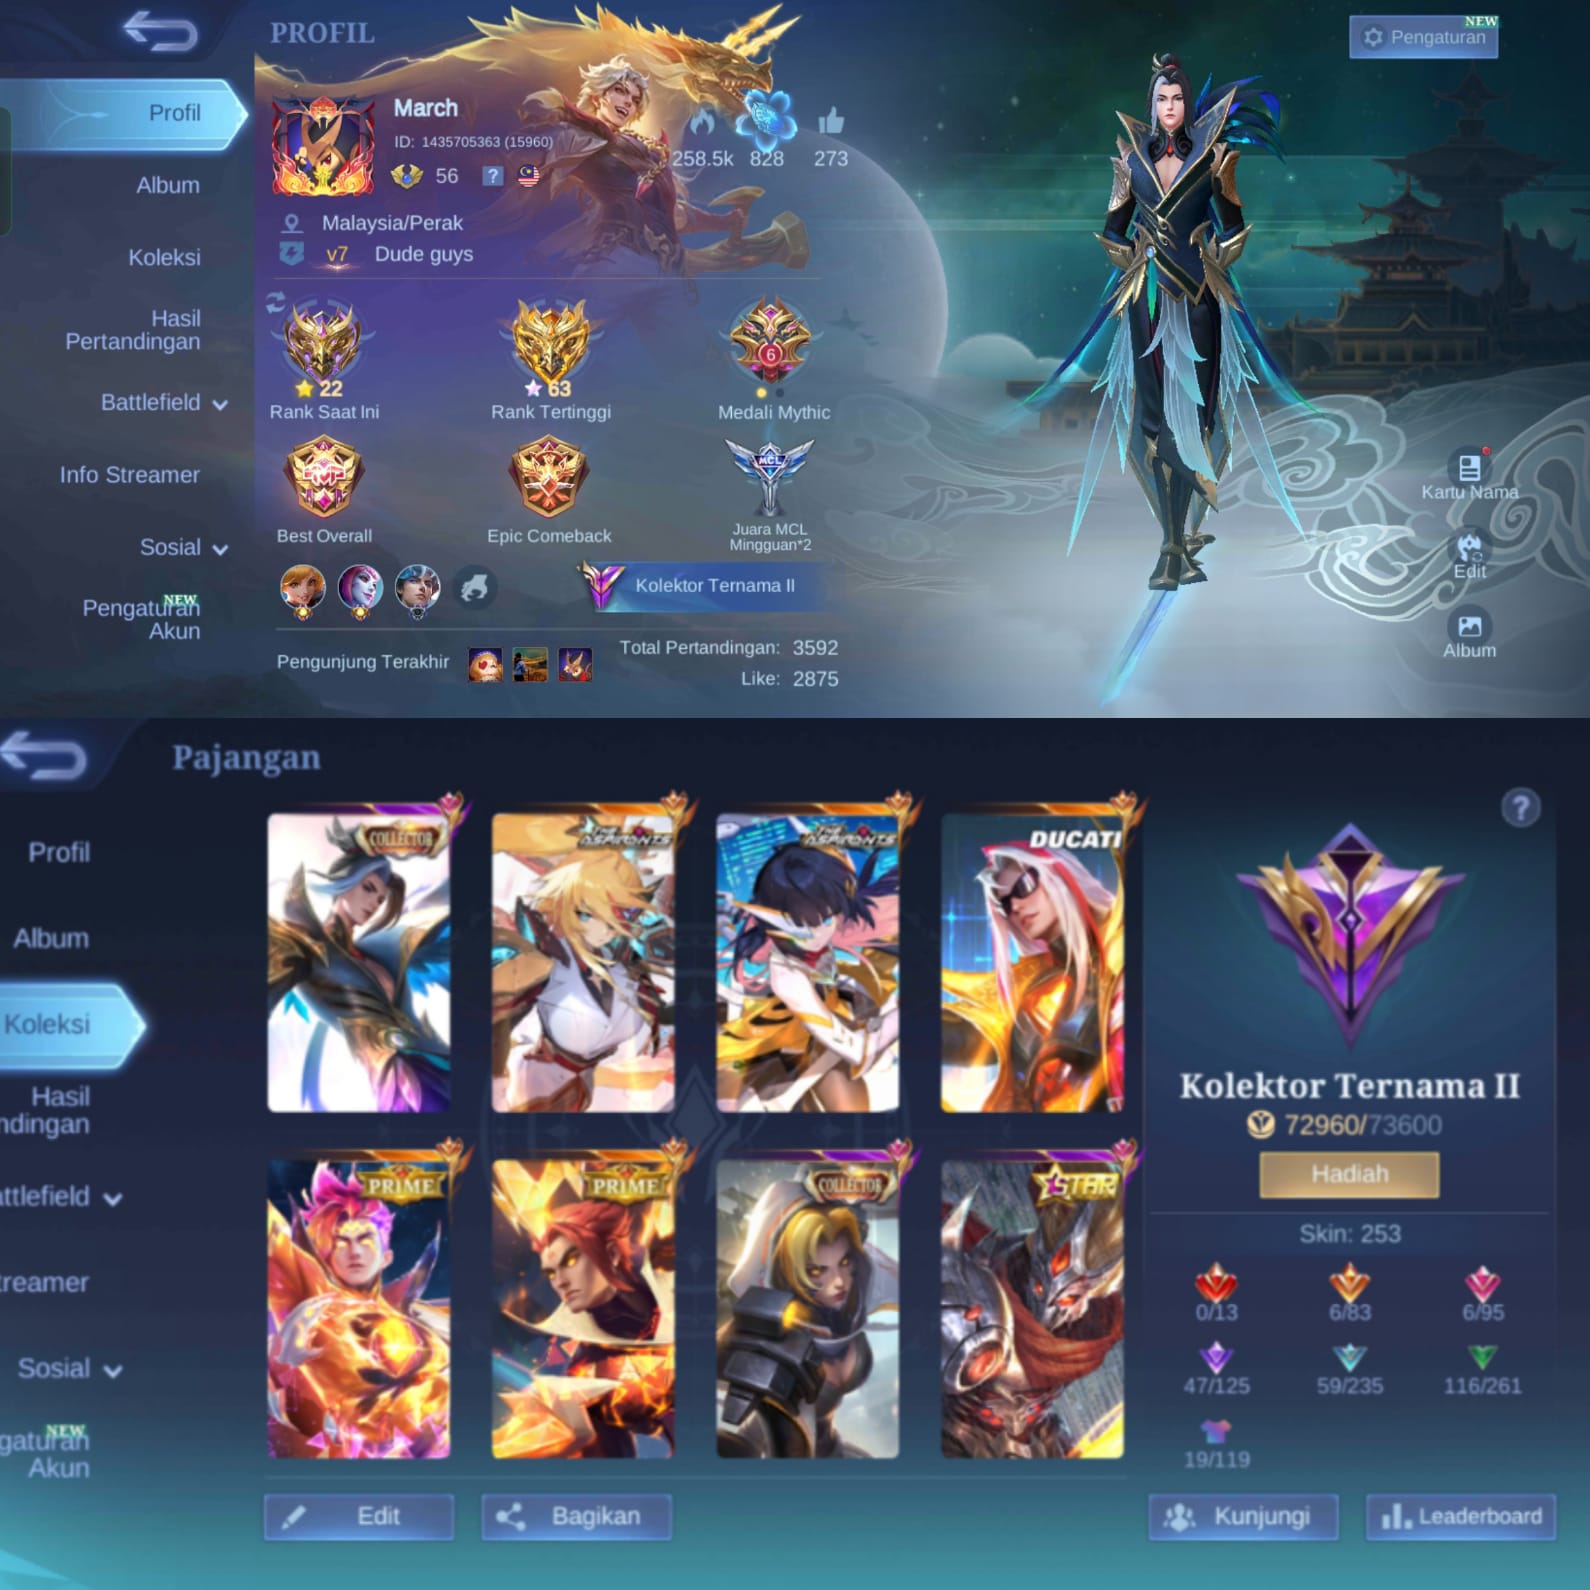 PROFIL
NEW
Pengaturan
Profil
Album
Koleksi
Hasil
Pertandingan
Battlefield
Info Streamer
Sosial
NEW
Pengaturan
Akun
March
ID: 1435705363 (15960)
56
?
258.5k
828
273
Malaysia/Perak
v7
Dude guys
22
Rank Saat Ini
63
Rank Tertinggi
6
Medali Mythic
Best Overall
Epic Comeback
MCL
Juara MCL
Mingguan*2
Kolektor Ternama II
Pengunjung Terakhir
Total Pertandingan: 3592
Like: 2875
Kartu Nama
Edit
Album
Pajangan
Profil
Album
Koleksi
Hasil
ndingan
attlefield
treamer
Sosial
NEW
gaturan
Akun
COLLECTOR
THE ASPIRANTS
THE ASPIRANTS
DUCATI
PRIME
PRIME
COLLECTOR
STAR
?
Kolektor Ternama II
72960/73600
Hadiah
Skin: 253
0/13
6/83
6/95
47/125
59/235
116/261
19/119
Edit
Bagikan
Kunjungi
Leaderboard